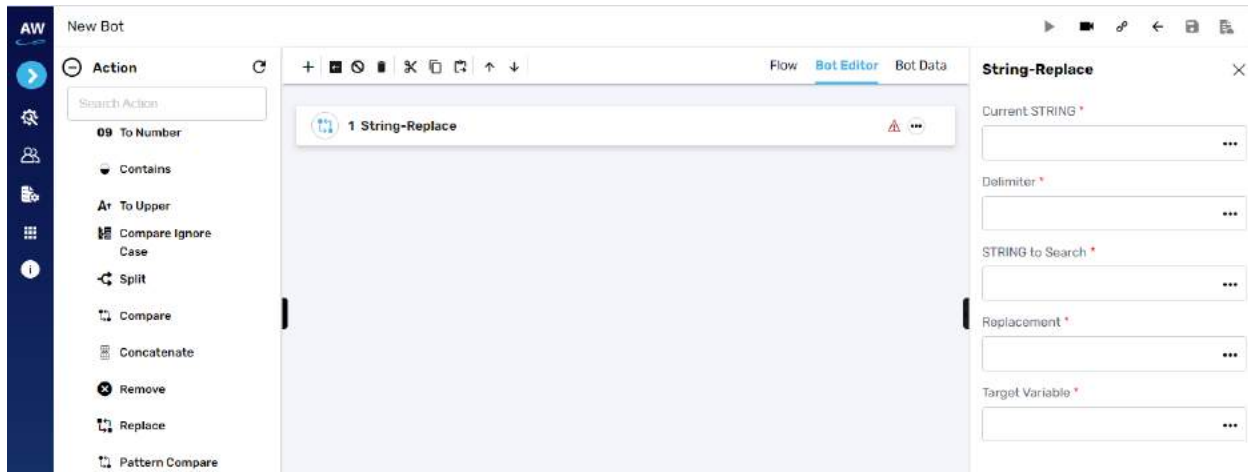 AW
New Bot
Action
Search Action
09 To Number
Contains
AT To Upper
Compare Ignore
Case
Split
Compare
Concatenate
Remove
Replace
Pattern Compare
Flow Bot Editor Bot Data
1 String-Replace
String-Replace
Current STRING *
Delimiter *
STRING to Search *
Replacement *
Target Variable *